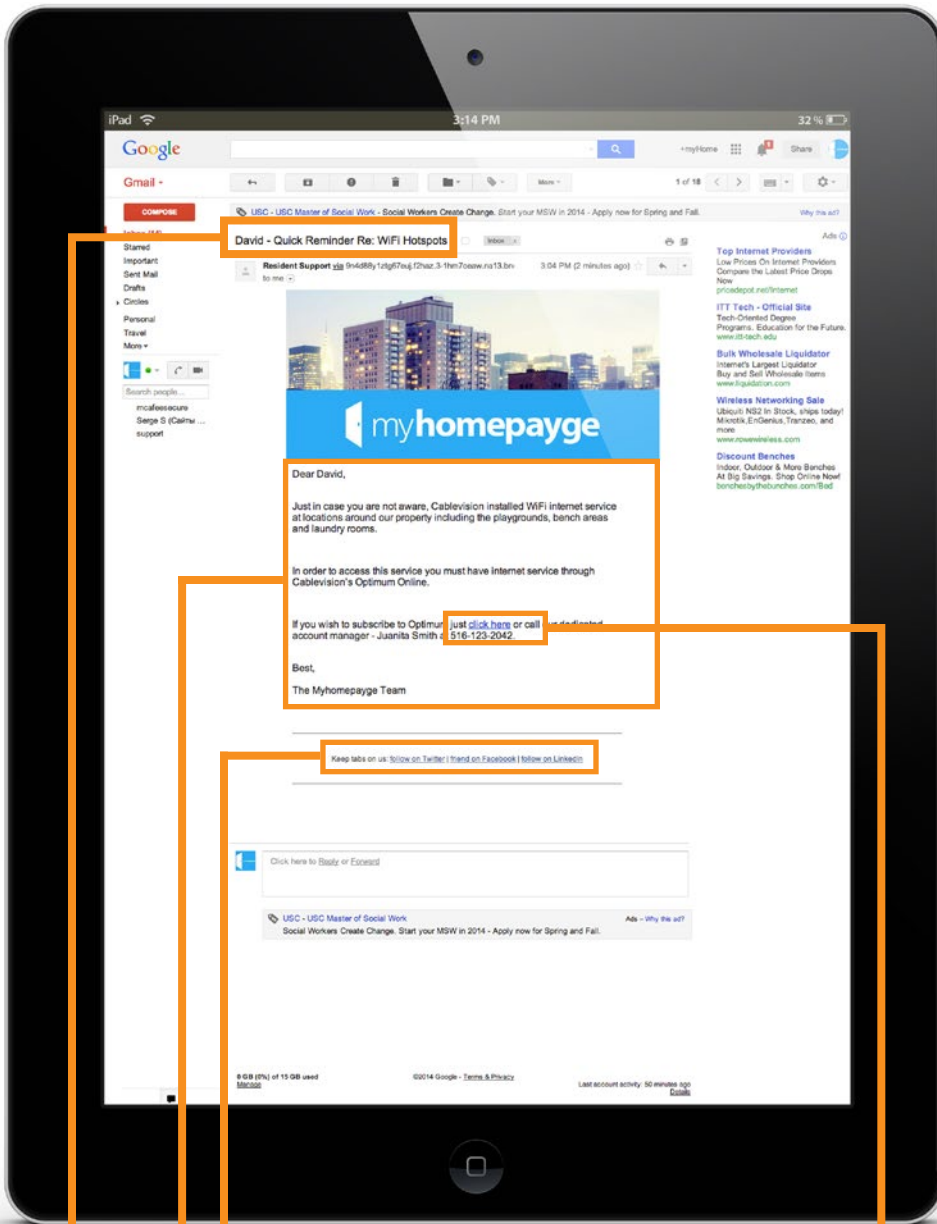 iPad
3:14 PM
32 %
Google
+myHome
Share
Gmail
More
1 of 18
COMPOSE
USC - USC Master of Social Work - Social Workers Create Change. Start your MSW in 2014 - Apply now for Spring and Fall.
Why this ad?
Starred
Important
Sent Mail
Drafts
Circles
Personal
Travel
More
Search people...
mcafeesecure
Serge S (Сайты ...
support
David - Quick Reminder Re: WiFi Hotspots
Inbox x
Resident Support via
3:04 PM (2 minutes ago)
to me
myhomepayge
Dear David,
Just in case you are not aware, Cablevision installed WiFi internet service
at locations around our property including the playgrounds, bench areas
and laundry rooms.
In order to access this service you must have internet service through
Cablevision's Optimum Online.
If you wish to subscribe to Optimum just click here or call our dedicated
account manager - Juanita Smith at 516-123-2042.
Best,
The Myhomepayge Team
Keep tabs on us: follow on Twitter | friend on Facebook | follow on LinkedIn
Click here to Reply or Forward
USC - USC Master of Social Work
Ads - Why this ad?
Social Workers Create Change. Start your MSW in 2014 - Apply now for Spring and Fall.
0 GB (0%) of 15 GB used
Manage
©2014 Google - Terms & Privacy
Last account activity: 50 minutes ago
Details
Ads
Top Internet Providers
Low Prices On Internet Providers
Compare the Latest Price Drops
Now
pricedepot.net/Internet
ITT Tech - Official Site
Tech-Oriented Degree
Programs. Education for the Future.
www.itt-tech.edu
Bulk Wholesale Liquidator
Internet's Largest Liquidator
Buy and Sell Wholesale Items
www.liquidation.com
Wireless Networking Sale
Ubiquiti NS2 In Stock, ships today!
Mikrotik,EnGenius,Tranzeo, and
more
www.roweswireless.com
Discount Benches
Indoor, Outdoor & More Benches
At Big Savings. Shop Online Now!
benchesbythebunches.com/Bed